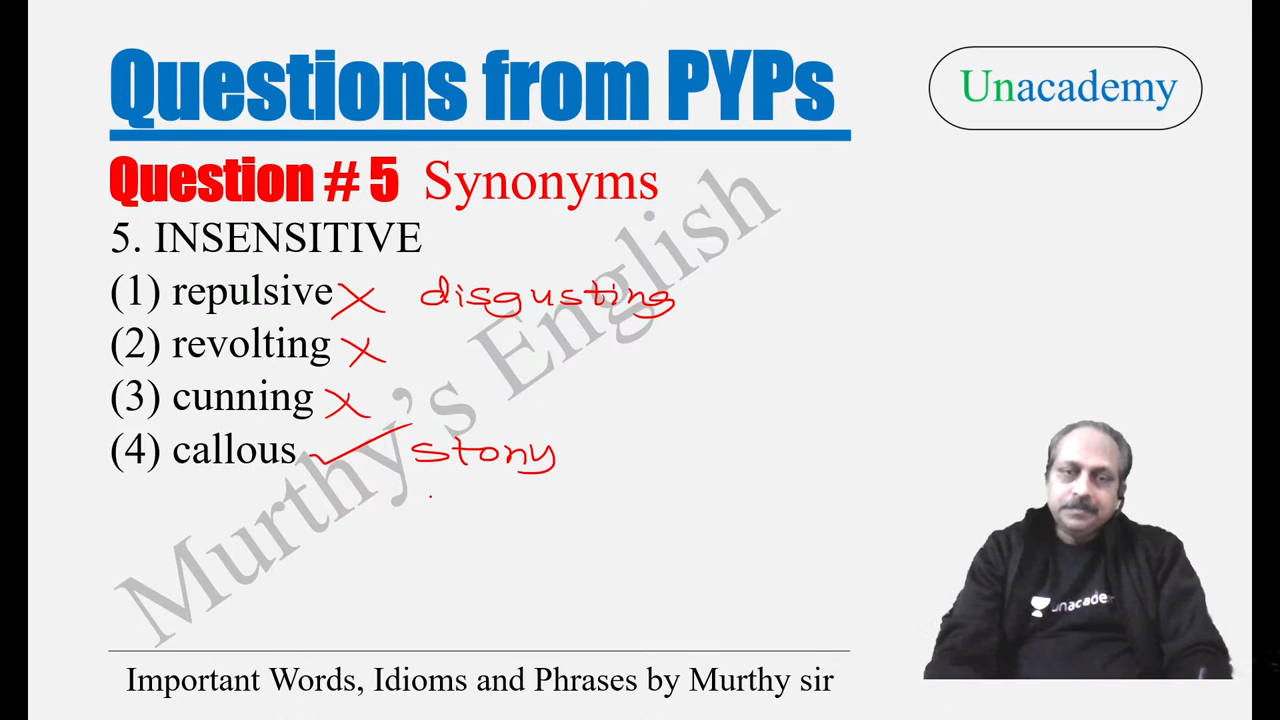 Questions from PYPs
Unacademy
Question # 5 Synonyms
5. INSENSITIVE
(1) repulsive X disgusting
(2) revolting X
(3) cunning X
(4) callous ✓ stony
Murthy's English
unacademy
Important Words, Idioms and Phrases by Murthy sir